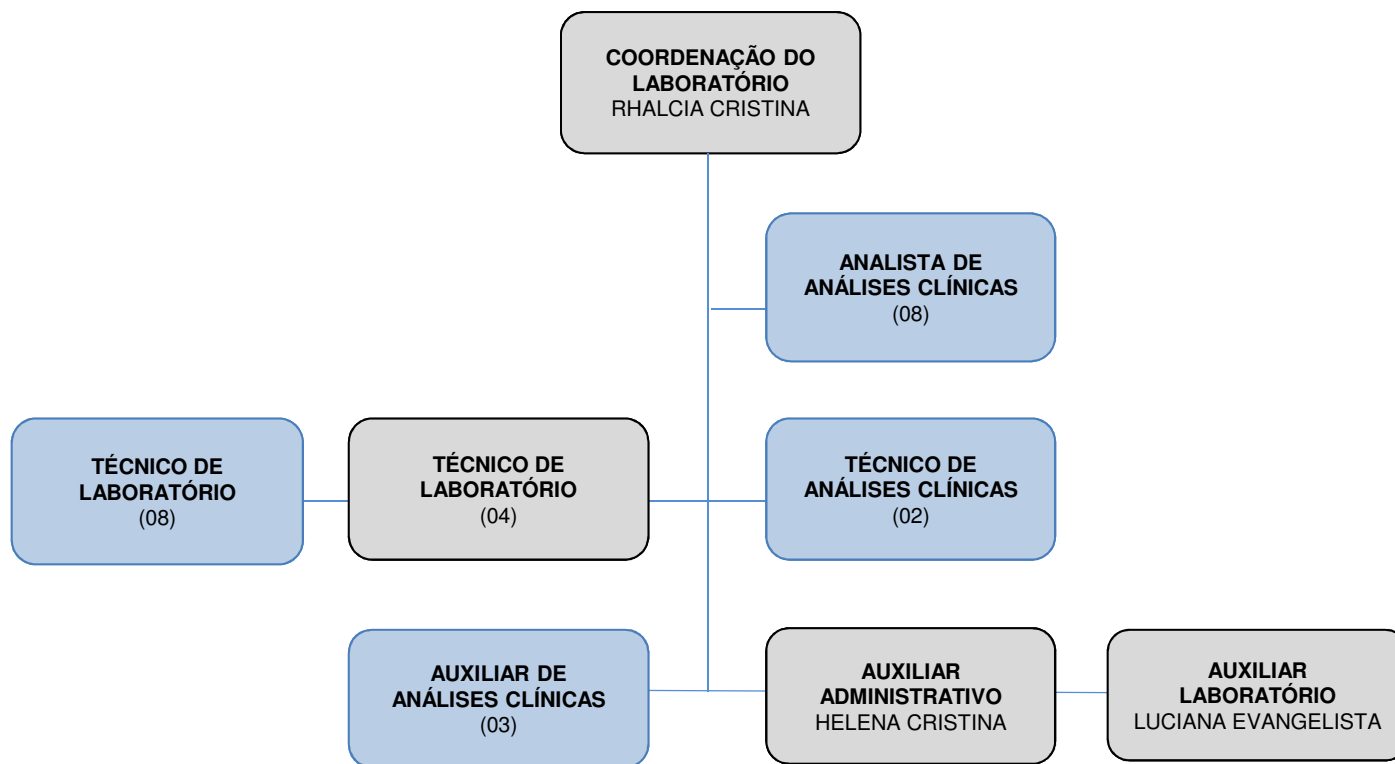 COORDENAÇÃO DO
LABORATÓRIO
RHALCIA CRISTINA
ANALISTA DE
ANÁLISES CLÍNICAS
(08)
TÉCNICO DE
LABORATÓRIO
(08)
TÉCNICO DE
LABORATÓRIO
(04)
TÉCNICO DE
ANÁLISES CLÍNICAS
(02)
AUXILIAR DE
ANÁLISES CLÍNICAS
(03)
AUXILIAR
ADMINISTRATIVO
HELENA CRISTINA
AUXILIAR
LABORATÓRIO
LUCIANA EVANGELISTA